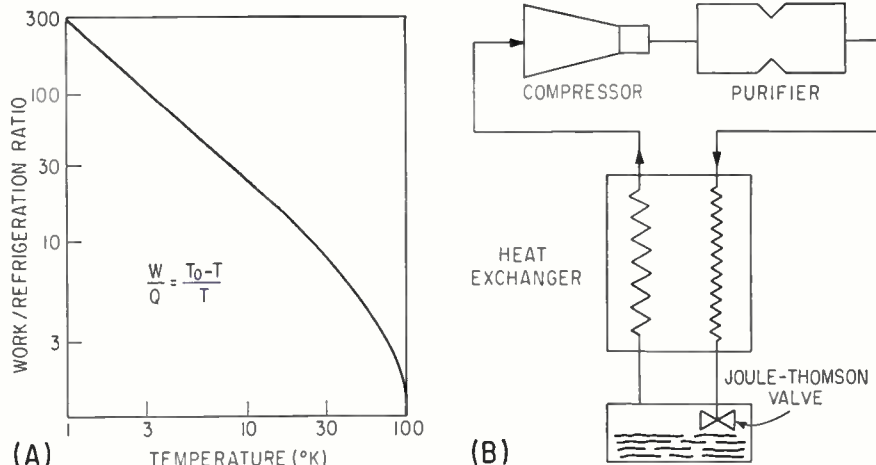 300
100
30
10
3
1
3
10
30
100
WORK/REFRIGERATION RATIO
W/Q = T₀-T/T
TEMPERATURE (°K)
(A)
COMPRESSOR
PURIFIER
HEAT
EXCHANGER
JOULE-THOMSON
VALVE
(B)